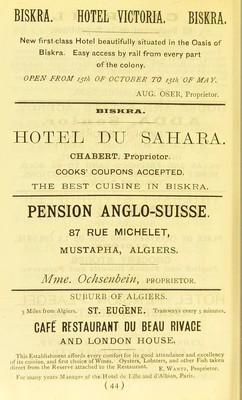 BISKRA. HOTEL VICTORIA. BISKRA.
New first-class Hotel beautifully situated in the Oasis of
Biskra. Easy access by rail from every part
of the colony.
OPEN FROM 15th OF OCTOBER TO 15th OF MAY.
AUG. OSER, Proprietor.
BISKRA.
HOTEL DU SAHARA.
CHABERT, Proprietor.
COOKS' COUPONS ACCEPTED.
THE BEST CUISINE IN BISKRA.
PENSION ANGLO-SUISSE.
87 RUE MICHELET,
MUSTAPHA, ALGIERS.
Mme. Ochsenbein, PROPRIETOR.
SUBURB OF ALGIERS.
3 Miles from Algiers. ST. EUGENE. Tramways every 5 minutes.
CAFÉ RESTAURANT DU BEAU RIVAGE
AND LONDON HOUSE.
This Establishment affords every comfort for its good attendance and excellency
of its cuisine, and first choice of Wines. Oysters, Lobsters, and other Fish taken
direct from the Reserve attached to the Restaurant. E. WANTZ, Proprietor.
For many years Manager of the Hotel de Lille and d'Albion, Paris.
(44)